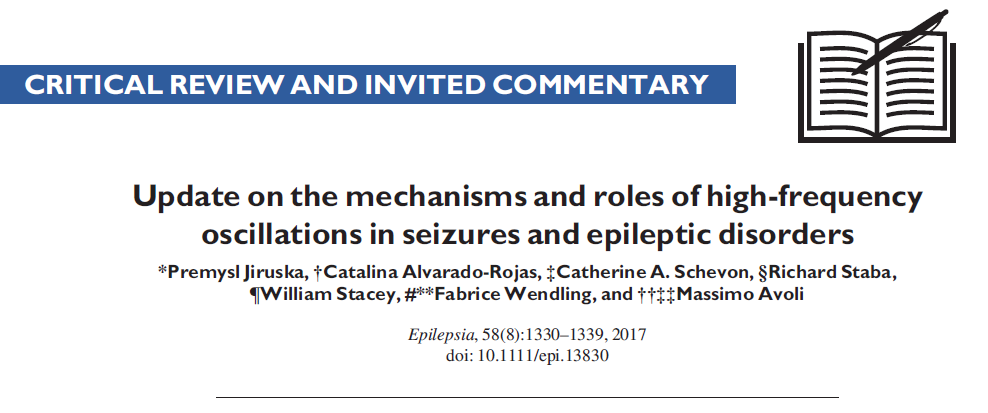 CRITICAL REVIEW AND INVITED COMMENTARY
Update on the mechanisms and roles of high-frequency
oscillations in seizures and epileptic disorders
*Premysl Jiruska, †Catalina Alvarado-Rojas, ‡Catherine A. Schevon, §Richard Staba,
¶William Stacey, #**Fabrice Wendling, and ††‡‡Massimo Avoli
Epilepsia, 58(8):1330–1339, 2017
doi: 10.1111/epi.13830